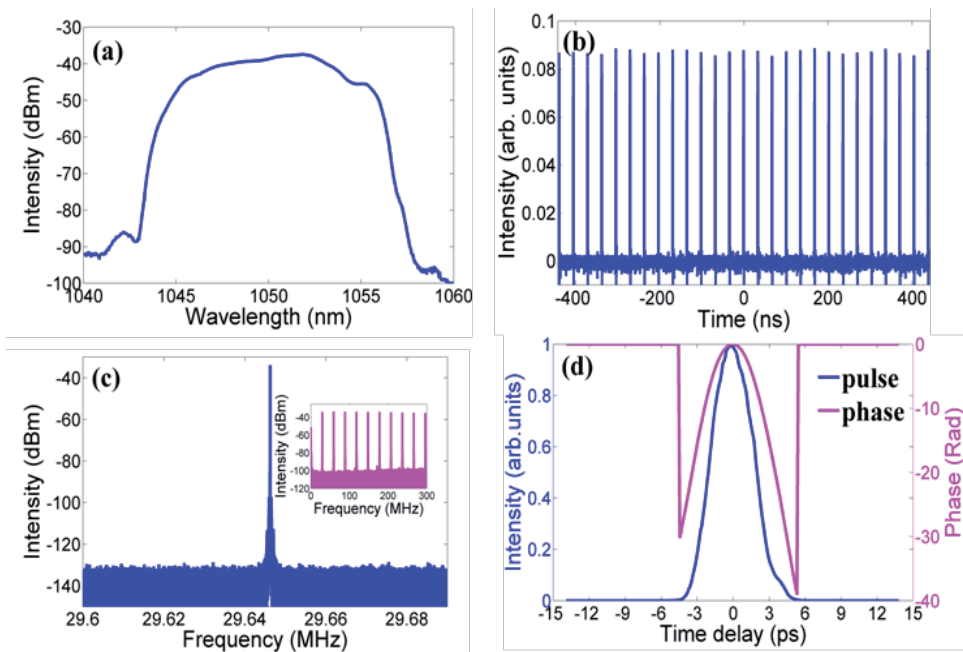 (a)
Intensity (dBm)
-30
-40
-50
-60
-70
-80
-90
-100
1040 1045 1050 1055 1060
Wavelength (nm)
(b)
Intensity (arb. units)
0.1
0.08
0.06
0.04
0.02
0
-400 -200 0 200 400
Time (ns)
(c)
Intensity (dBm)
-40
-60
-80
-100
-120
-140
29.6 29.62 29.64 29.66 29.68
Frequency (MHz)
Intensity (dBm)
-40
-60
-80
-100
-120
0 100 200 300
Frequency (MHz)
(d)
pulse
phase
Intensity (arb.units)
1
0.8
0.6
0.4
0.2
0
-15 -12 -9 -6 -3 0 3 6 9 12 15
Time delay (ps)
0
-10
-20
-30
-40
Phase (Rad)